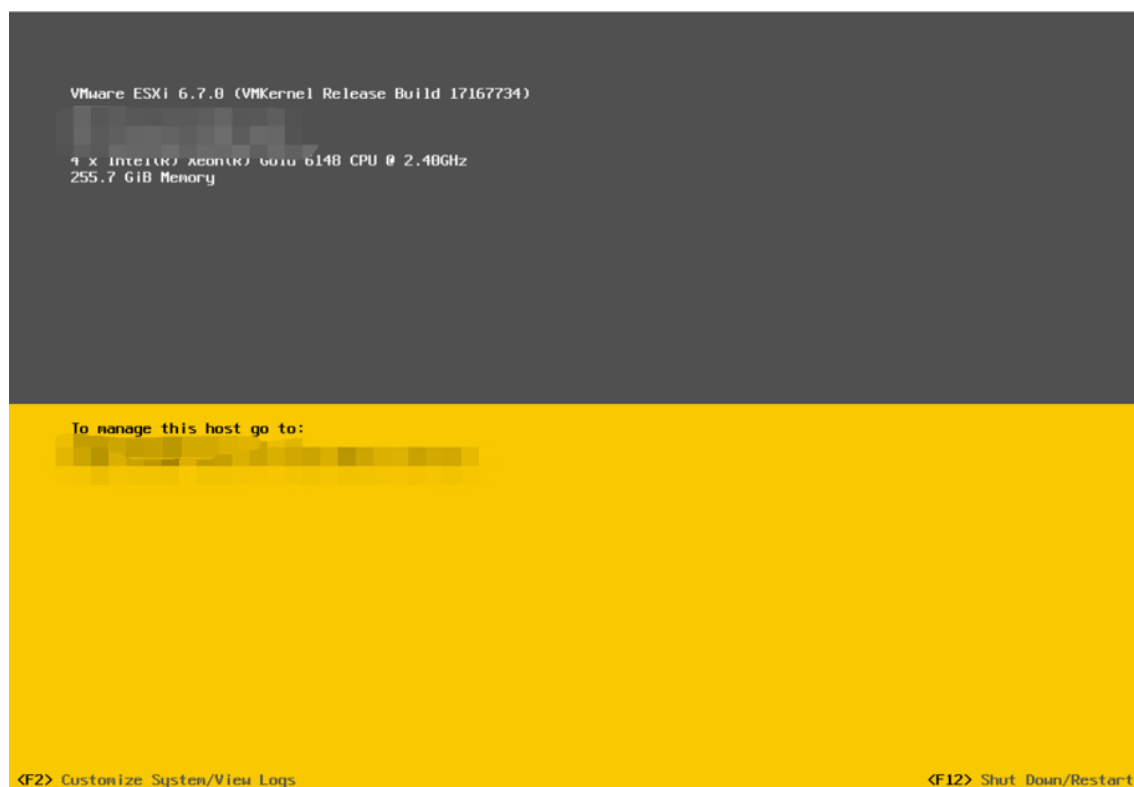 VMware ESXi 6.7.0 (VMKernel Release Build 17167734)
4 x Intel(R) Xeon(R) Gold 6148 CPU @ 2.40GHz
255.7 GiB Memory
To manage this host go to:
<F2> Customize System/View Logs
<F12> Shut Down/Restart